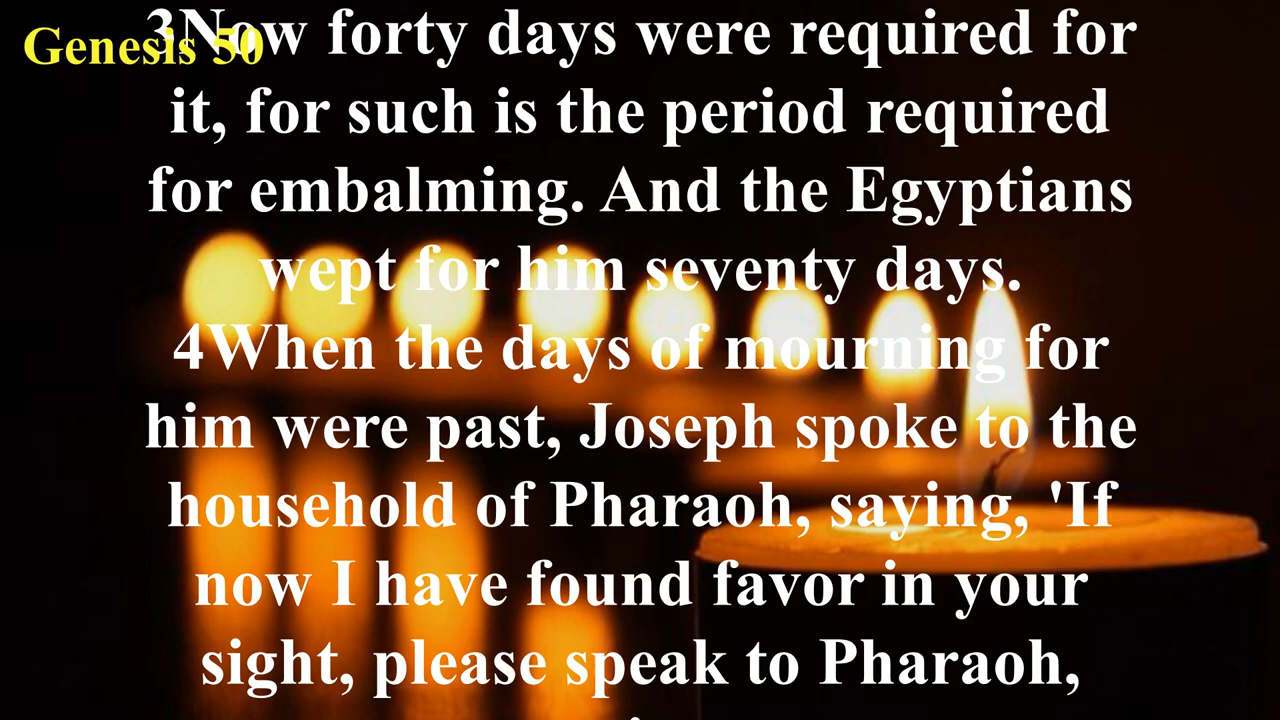 Genesis 50
3Now forty days were required for
it, for such is the period required
for embalming. And the Egyptians
wept for him seventy days.
4When the days of mourning for
him were past, Joseph spoke to the
household of Pharaoh, saying, 'If
now I have found favor in your
sight, please speak to Pharaoh,